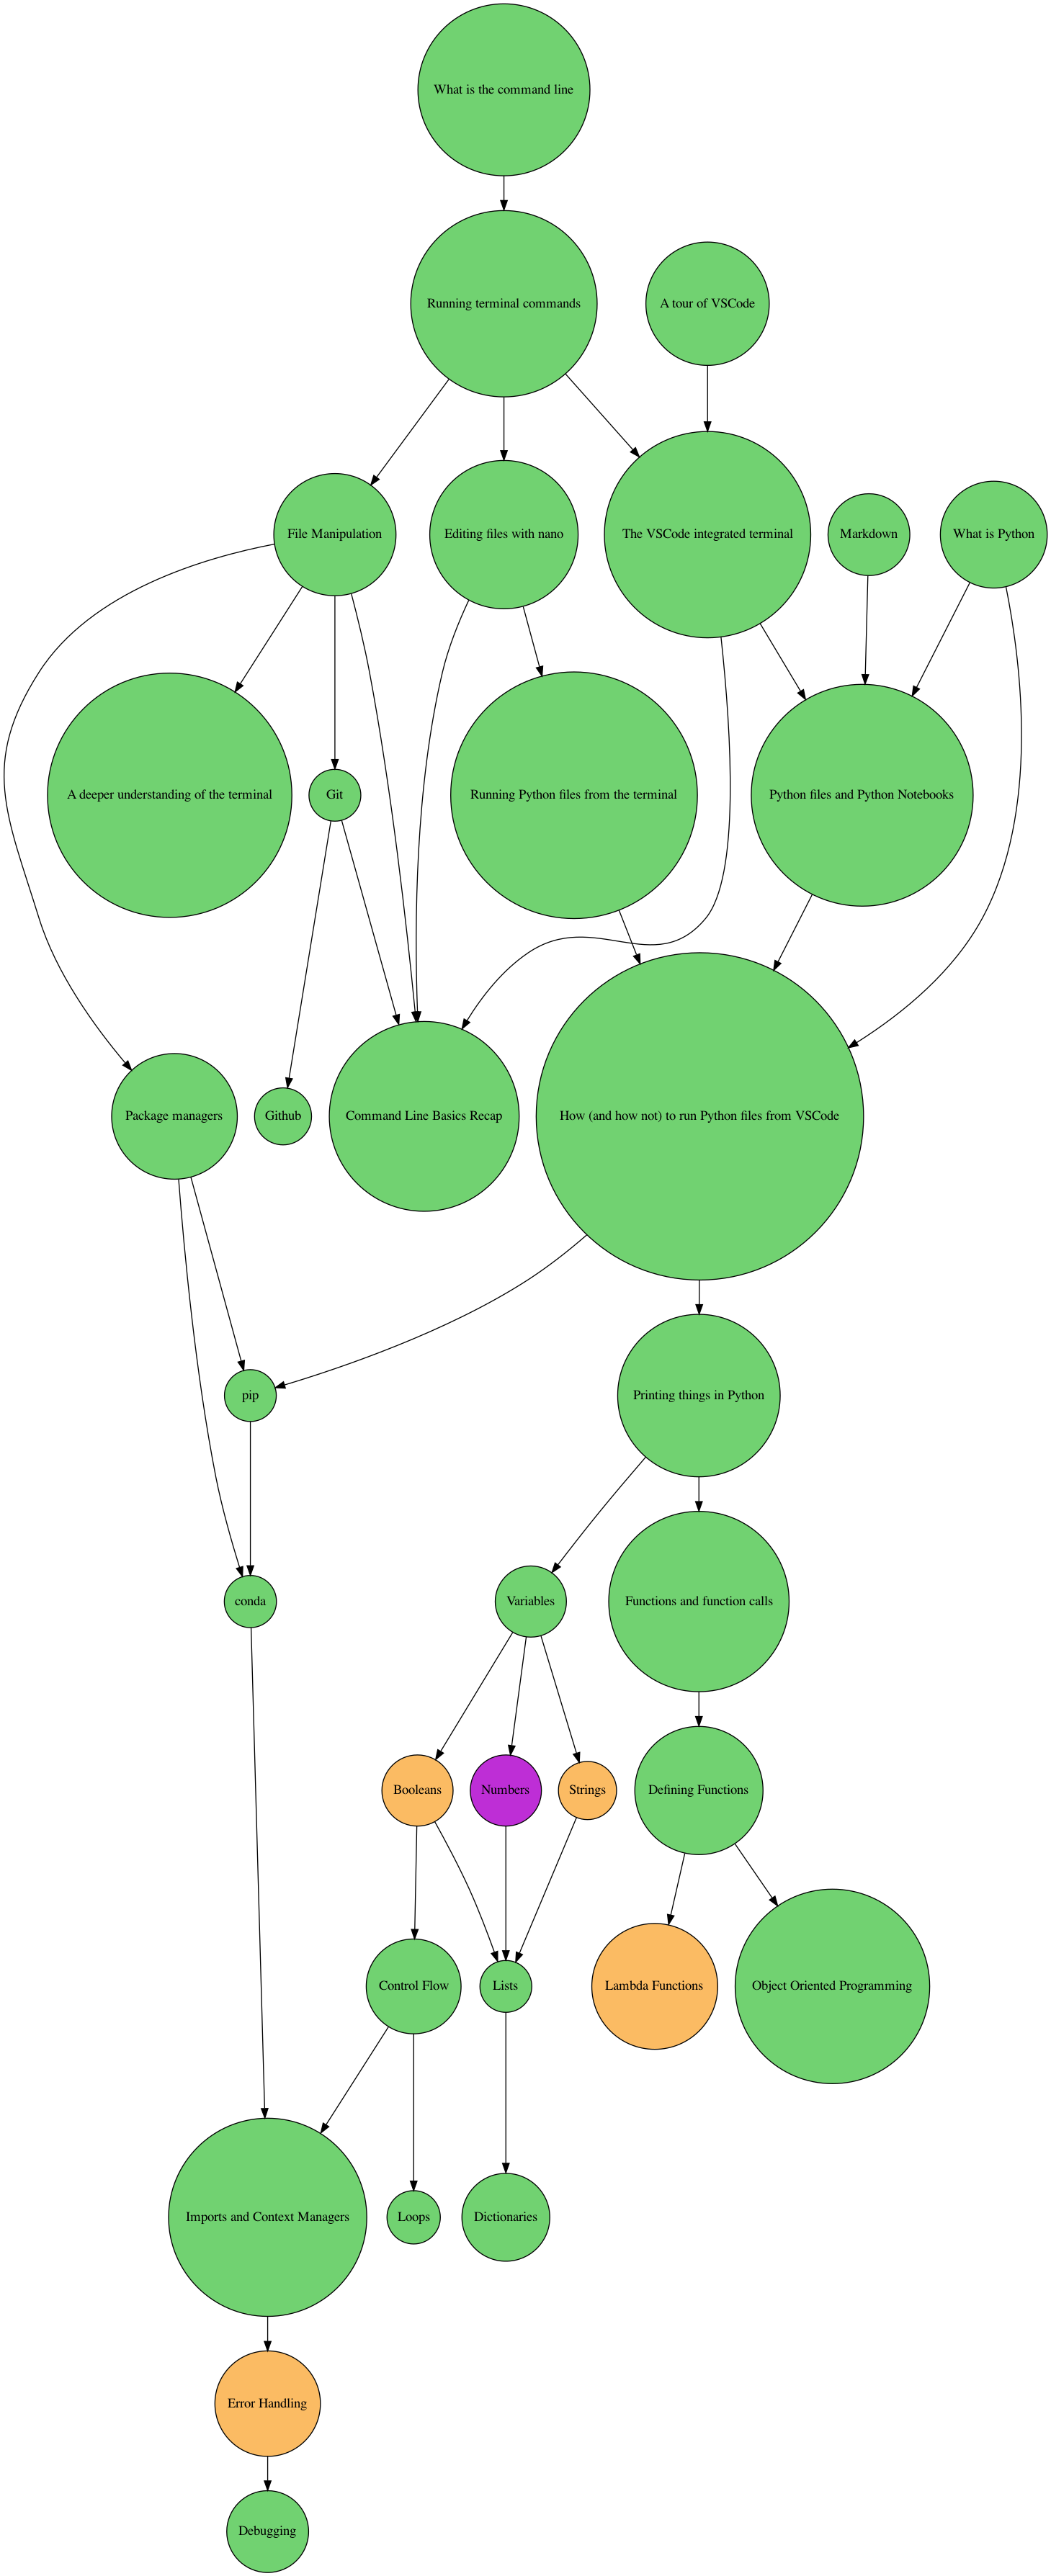 What is the command line
Running terminal commands
A tour of VSCode
File Manipulation
Editing files with nano
The VSCode integrated terminal
Markdown
What is Python
A deeper understanding of the terminal
Git
Running Python files from the terminal
Python files and Python Notebooks
Package managers
Github
Command Line Basics Recap
How (and how not) to run Python files from VSCode
pip
Printing things in Python
conda
Variables
Functions and function calls
Booleans
Numbers
Strings
Defining Functions
Control Flow
Lists
Lambda Functions
Object Oriented Programming
Imports and Context Managers
Loops
Dictionaries
Error Handling
Debugging